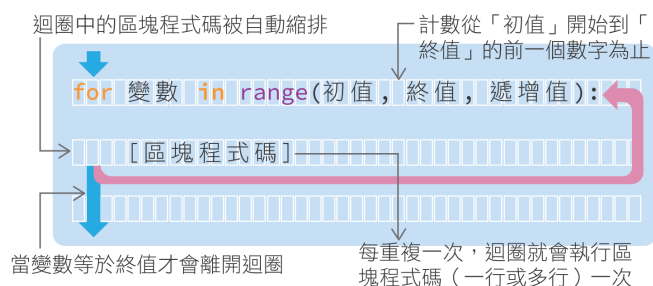 迴圈中的區塊程式碼被自動縮排
計數從「初值」開始到「
終值」的前一個數字為止
for 變數 in range(初值, 終值, 遞增值):
[區塊程式碼]
當變數等於終值才會離開迴圈
每重複一次，迴圈就會執行區
塊程式碼（一行或多行）一次